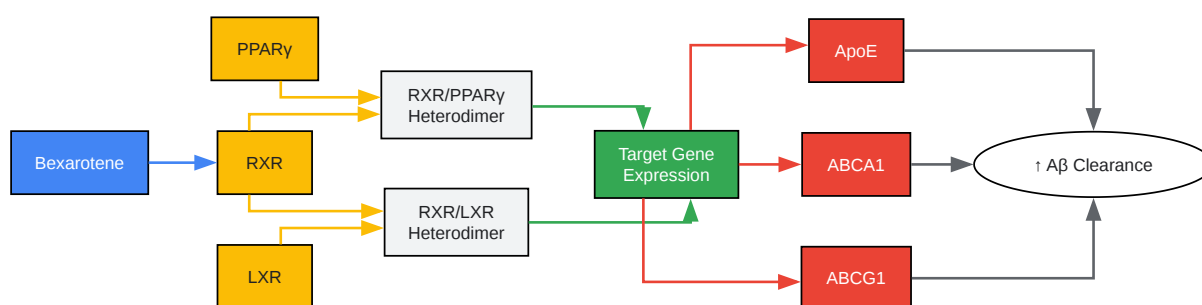 PPARγ
Bexarotene
RXR
LXR
RXR/PPARγ
Heterodimer
RXR/LXR
Heterodimer
Target Gene
Expression
ApoE
ABCA1
ABCG1
↑ Aβ Clearance